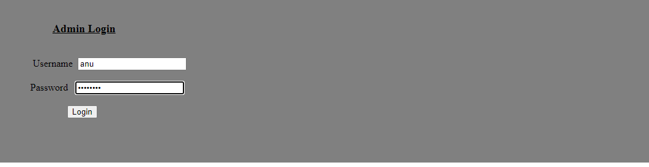 Admin Login
Username anu
Password ••••••••
Login